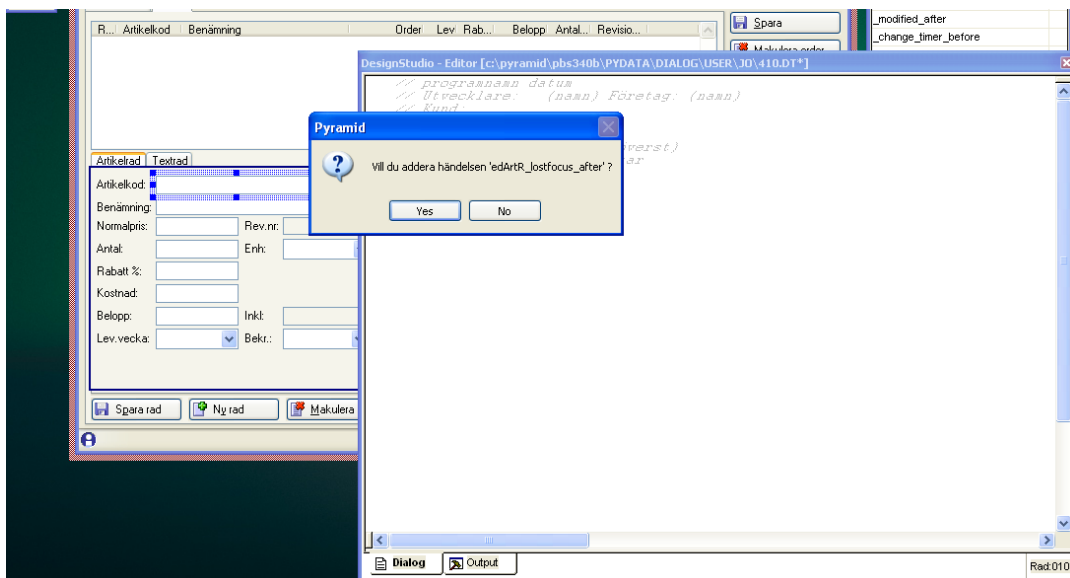 R... Artikelkod Benämning Order Lev Rab... Belopp Antal... Revisio...
Spara
Makulera order
_modified_after
_change_timer_before
DesignStudio - Editor [c:\pyramid\pbs340b\PYDATA\DIALOG\USER\JO\410.DT*]
// programnamn datum
// Utvecklare: (namn) Företag: (namn)
// Kund:
överst)
ar
Pyramid
Vill du addera händelsen 'edArtR_lostfocus_after' ?
Yes No
Artikelrad Textrad
Artikelkod:
Benämning:
Normalpris: Rev.nr:
Antal: Enh:
Rabatt %:
Kostnad:
Belopp: Inkl:
Lev.vecka: Bekr.:
Spara rad Ny rad Makulera
Dialog Output
Rad:010